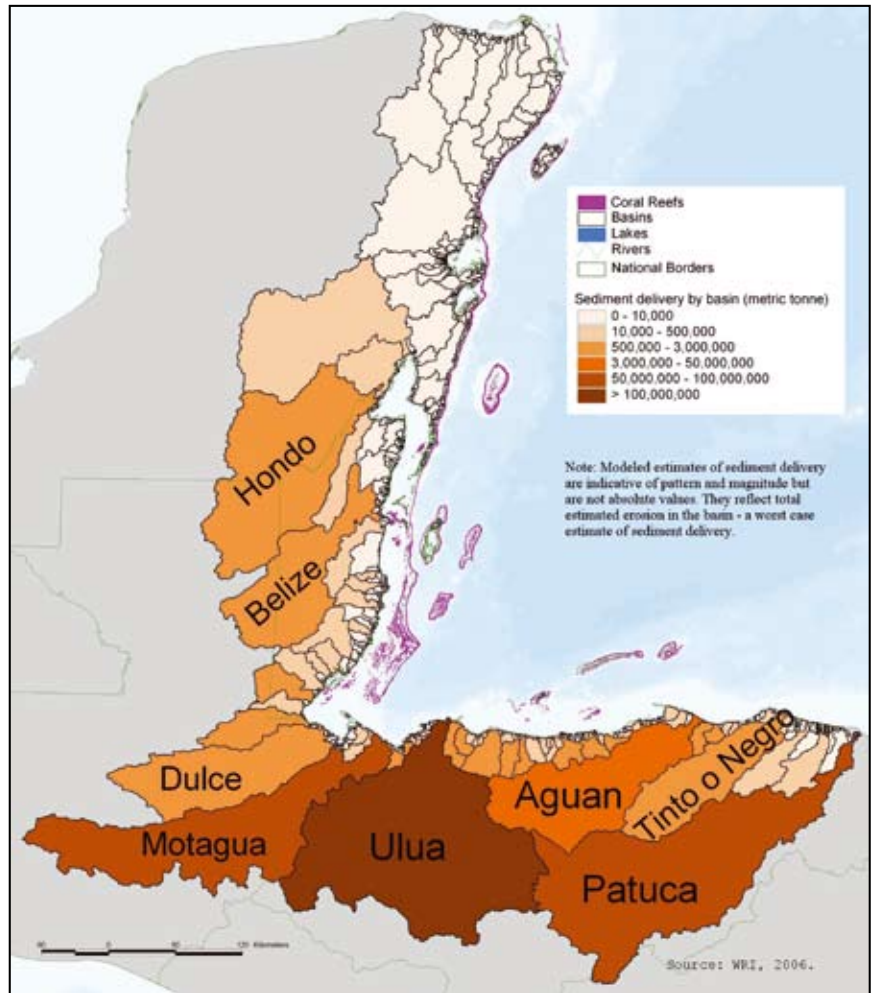 Coral Reefs
Basins
Lakes
Rivers
National Borders
Sediment delivery by basin (metric tonne)
0 - 10,000
10,000 - 500,000
500,000 - 3,000,000
3,000,000 - 50,000,000
50,000,000 - 100,000,000
> 100,000,000
Note: Modeled estimates of sediment delivery
are indicative of pattern and magnitude but
are not absolute values. They reflect total
estimated erosion in the basin - a worst case
estimate of sediment delivery.
Hondo
Belize
Dulce
Motagua
Ulua
Aguan
Tinto o Negro
Patuca
0 120 Kilometers
Source: WRI, 2006.